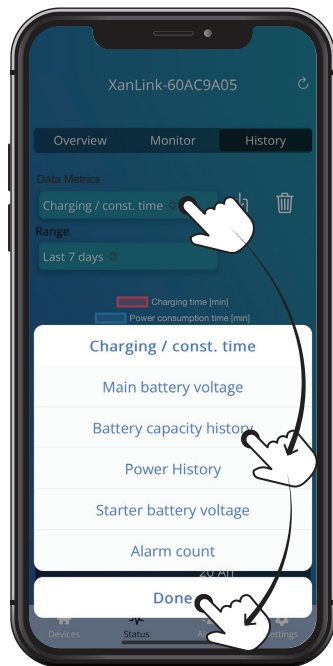 XanLink-60AC9A05
Overview Monitor History
Data Metrics
Charging / const. time
Range
Last 7 days
Charging time [min]
Power consumption time [min]
Charging / const. time
Main battery voltage
Battery capacity history
Power History
Starter battery voltage
Alarm count
20 Ah
Done
Devices Status